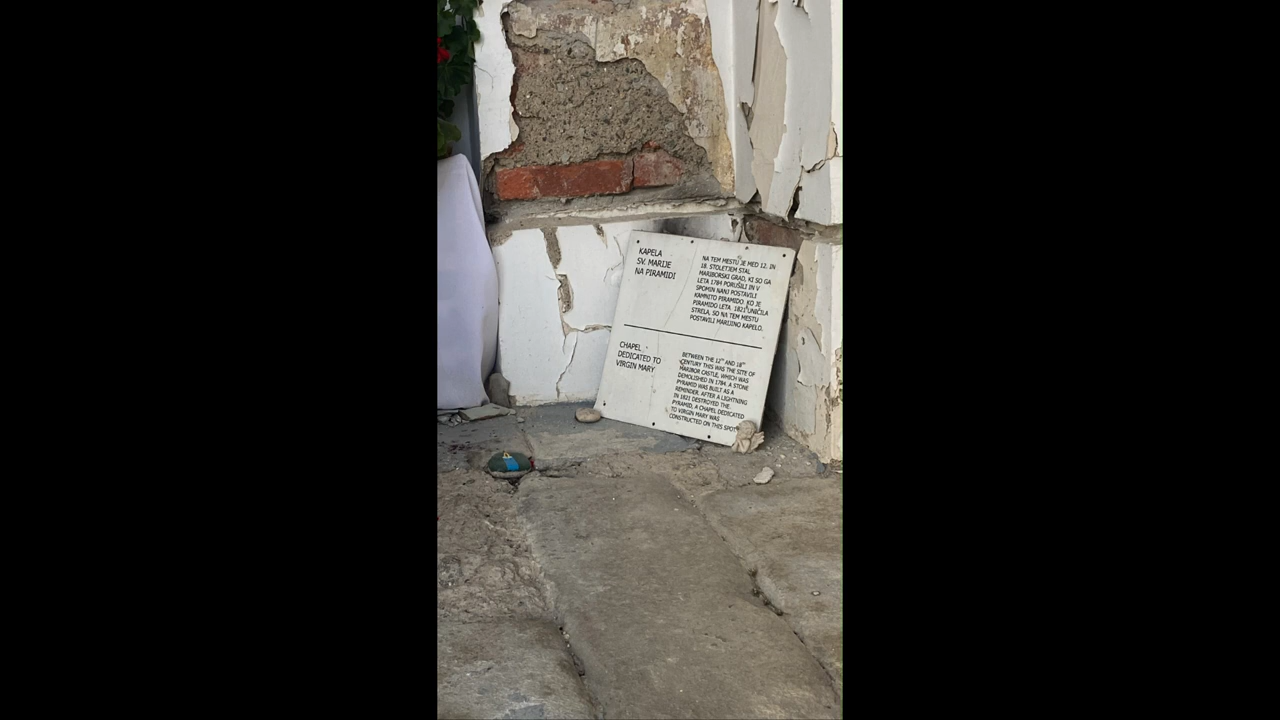 KAPELA
SV. MARIJE
NA PIRAMIDI
NA TEM MESTU JE MED 12. IN
18. STOLETJEM STAL
MARIBORSKI GRAD, KI SO GA
LETA 1784 PORUŠILI IN V
SPOMIN NANJ POSTAVILI
KAMNITO PIRAMIDO. KO JE
PIRAMIDO LETA 1821 UNIČILA
STRELA, SO NA TEM MESTU
POSTAVILI MARIJINO KAPELO.
CHAPEL
DEDICATED TO
VIRGIN MARY
BETWEEN THE 12TH AND 18TH
CENTURY THIS WAS THE SITE OF
MARIBOR CASTLE, WHICH WAS
DEMOLISHED IN 1784. A STONE
PYRAMID WAS BUILT AS A
REMINDER. AFTER A LIGHTNING
IN 1821 DESTROYED THE
PYRAMID, A CHAPEL DEDICATED
TO VIRGIN MARY WAS
CONSTRUCTED ON THIS SPOT.